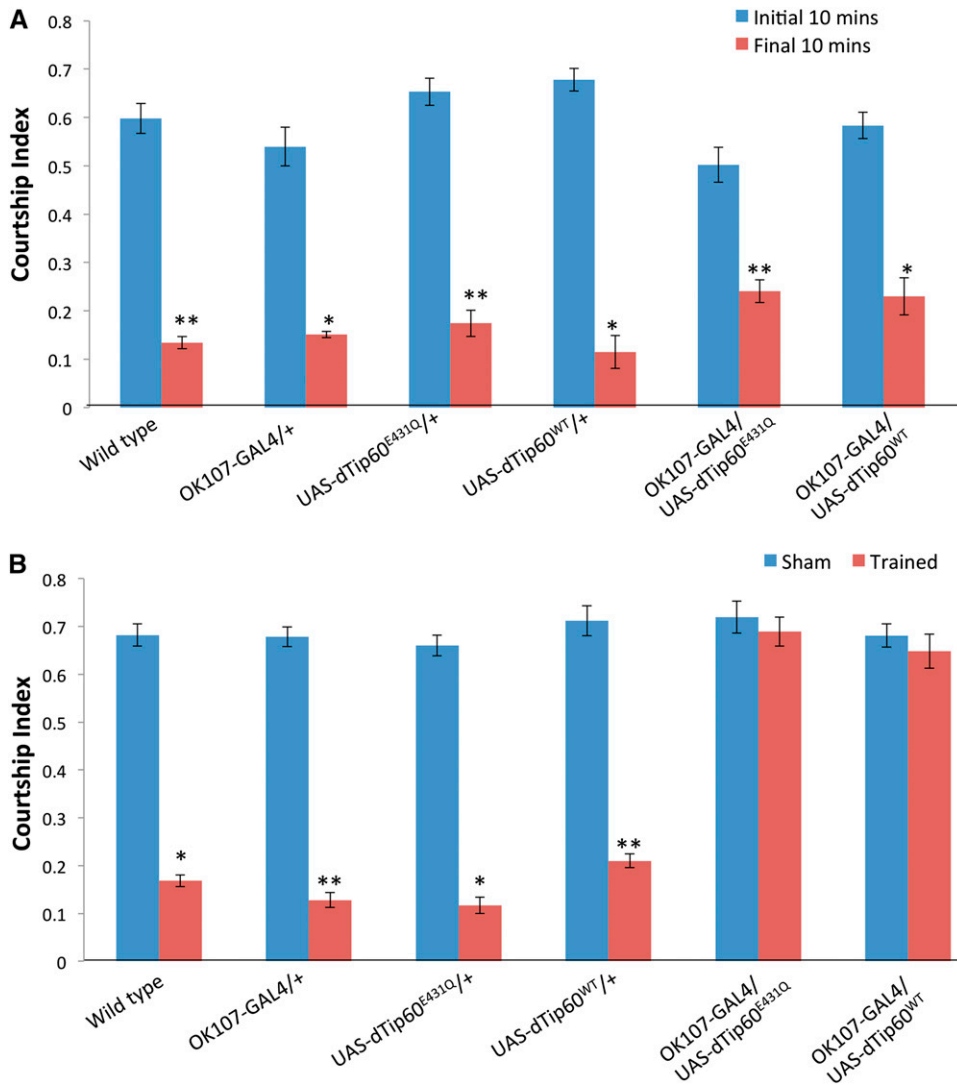 A
Initial 10 mins
Final 10 mins
Courtship Index
0.8
0.7
0.6
0.5
0.4
0.3
0.2
0.1
0
**
*
**
*
**
*
Wild type
OK107-GAL4/+
UAS-dTip60E431Q/+
UAS-dTip60WT/+
OK107-GAL4/
UAS-dTip60E431Q
OK107-GAL4/
UAS-dTip60WT
B
Sham
Trained
Courtship Index
0.8
0.7
0.6
0.5
0.4
0.3
0.2
0.1
0
*
**
*
**
Wild type
OK107-GAL4/+
UAS-dTip60E431Q/+
UAS-dTip60WT/+
OK107-GAL4/
UAS-dTip60E431Q
OK107-GAL4/
UAS-dTip60WT